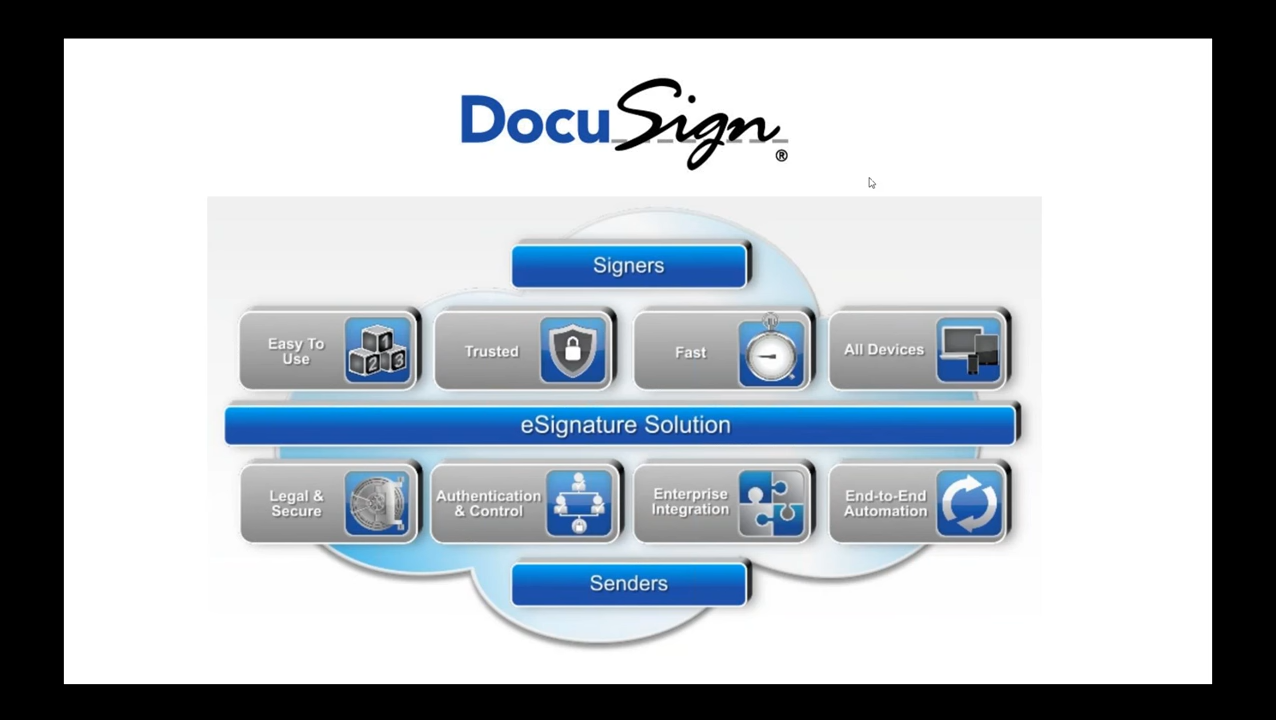 DocuSign®
Signers
Easy To
Use
Trusted
Fast
All Devices
eSignature Solution
Legal &
Secure
Authentication
& Control
Enterprise
Integration
End-to-End
Automation
Senders